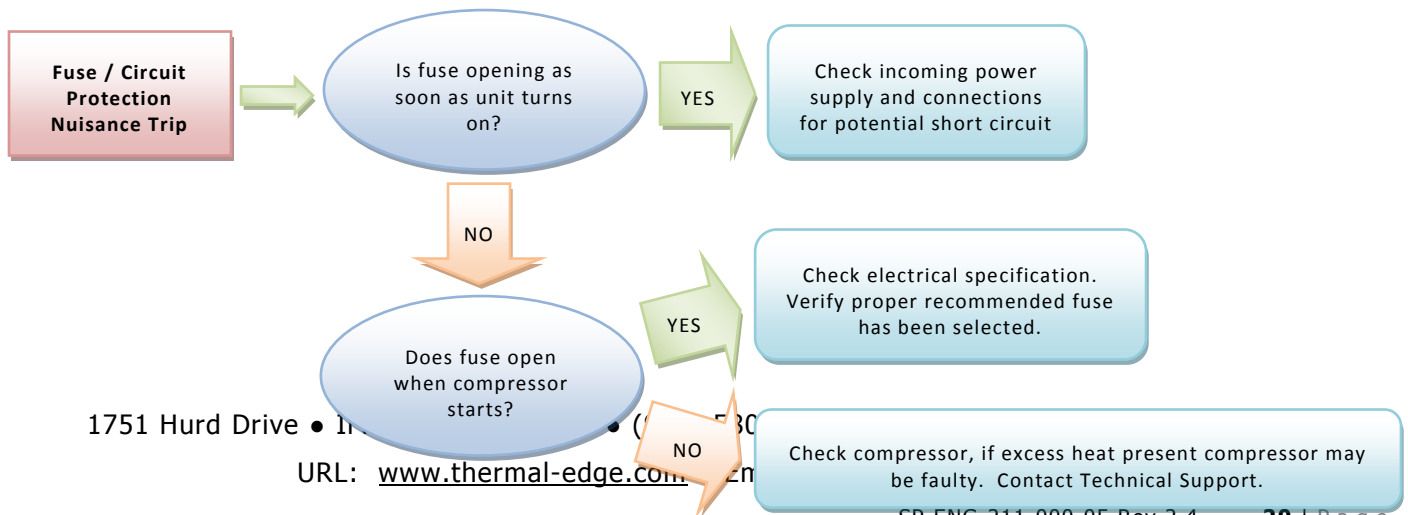 Fuse / Circuit
Protection
Nuisance Trip
Is fuse opening as
soon as unit turns
on?
YES
Check incoming power
supply and connections
for potential short circuit
NO
Does fuse open
when compressor
starts?
YES
Check electrical specification.
Verify proper recommended fuse
has been selected.
NO
Check compressor, if excess heat present compressor may
be faulty. Contact Technical Support.
1751 Hurd Drive ●
URL: www.thermal-edge.com
20 | Page